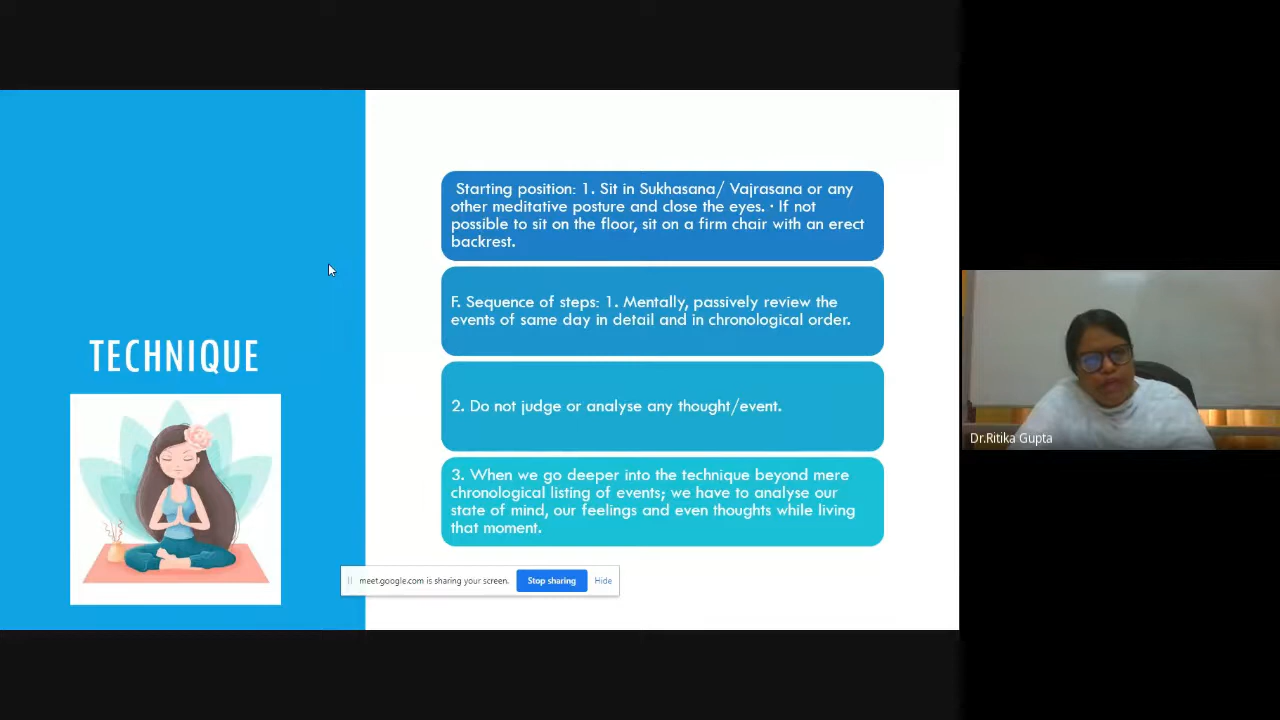 TECHNIQUE
Starting position: 1. Sit in Sukhasana/ Vajrasana or any
other meditative posture and close the eyes. · If not
possible to sit on the floor, sit on a firm chair with an erect
backrest.
F. Sequence of steps: 1. Mentally, passively review the
events of same day in detail and in chronological order.
2. Do not judge or analyse any thought/event.
3. When we go deeper into the technique beyond mere
chronological listing of events; we have to analyse our
state of mind, our feelings and even thoughts while living
that moment.
meet.google.com is sharing your screen. Stop sharing Hide
Dr.Ritika Gupta